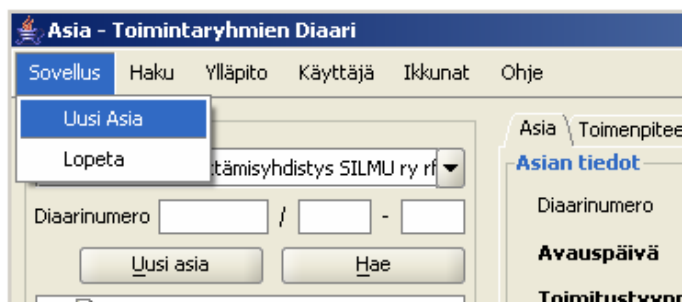 Asia - Toimintaryhmien Diaari
Sovellus Haku Ylläpito Käyttäjä Ikkunat Ohje
Uusi Asia
Lopeta
ttämisyhdistys SILMU ry rf
Diaarinumero / -
Uusi asia Hae
Asia Toimenpitee
Asian tiedot
Diaarinumero
Avauspäivä
Toimitustyypp